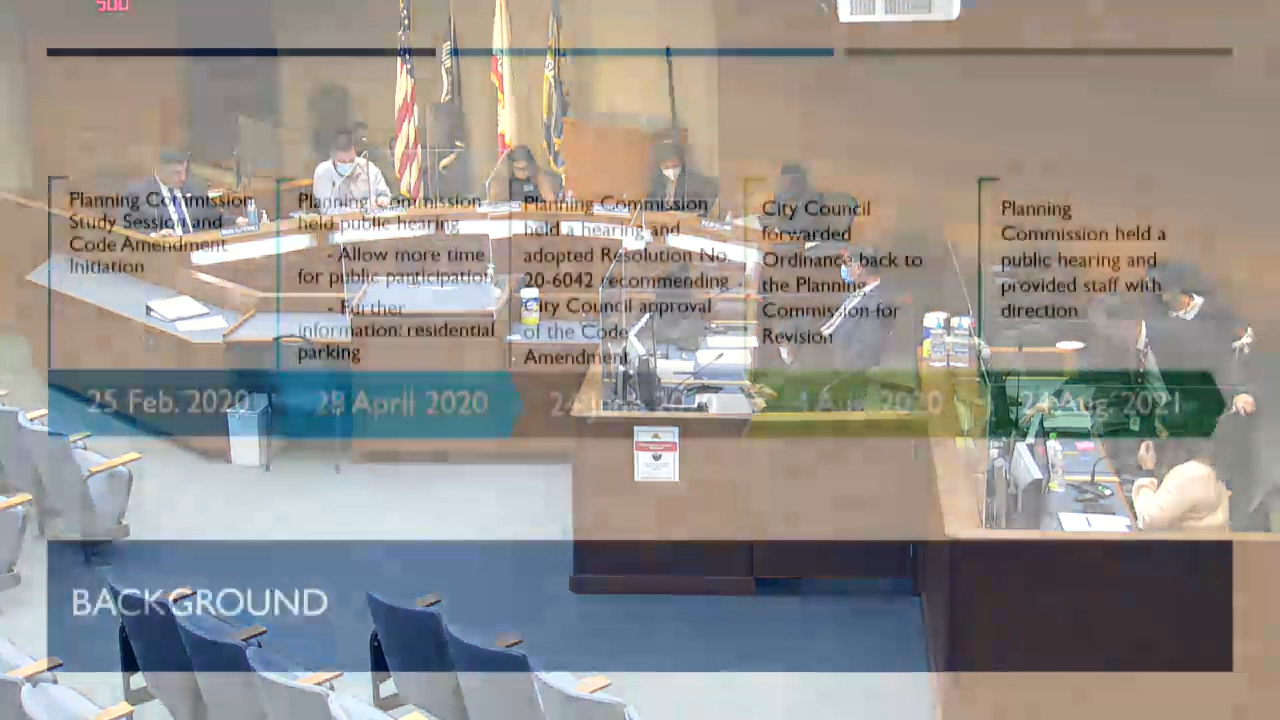 Planning Commission
Study Session and
Code Amendment
Initiation
Planning Commission
held public hearing
- Allow more time
for public participation
- Further
information: residential
parking
Planning Commission
held a hearing and
adopted Resolution No.
20-6042 recommending
City Council approval
of the Code
Amendment
City Council
forwarded
Ordinance back to
the Planning
Commission for
Revision
Planning
Commission held a
public hearing and
provided staff with
direction
25 Feb. 2020
28 April 2020
24
2020
Aug. 2021
BACKGROUND